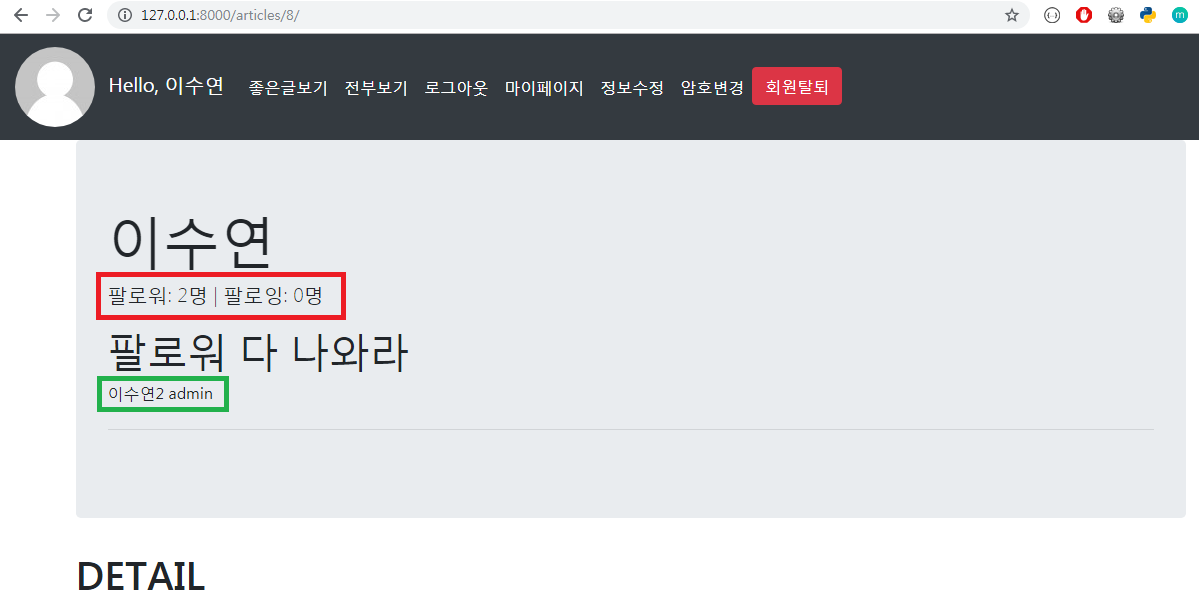 127.0.0.1:8000/articles/8/
m
Hello, 이수연 좋은글보기 전부보기 로그아웃 마이페이지 정보수정 암호변경 회원탈퇴
이수연
팔로워: 2명 | 팔로잉: 0명
팔로워 다 나와라
이수연2 admin
DETAIL